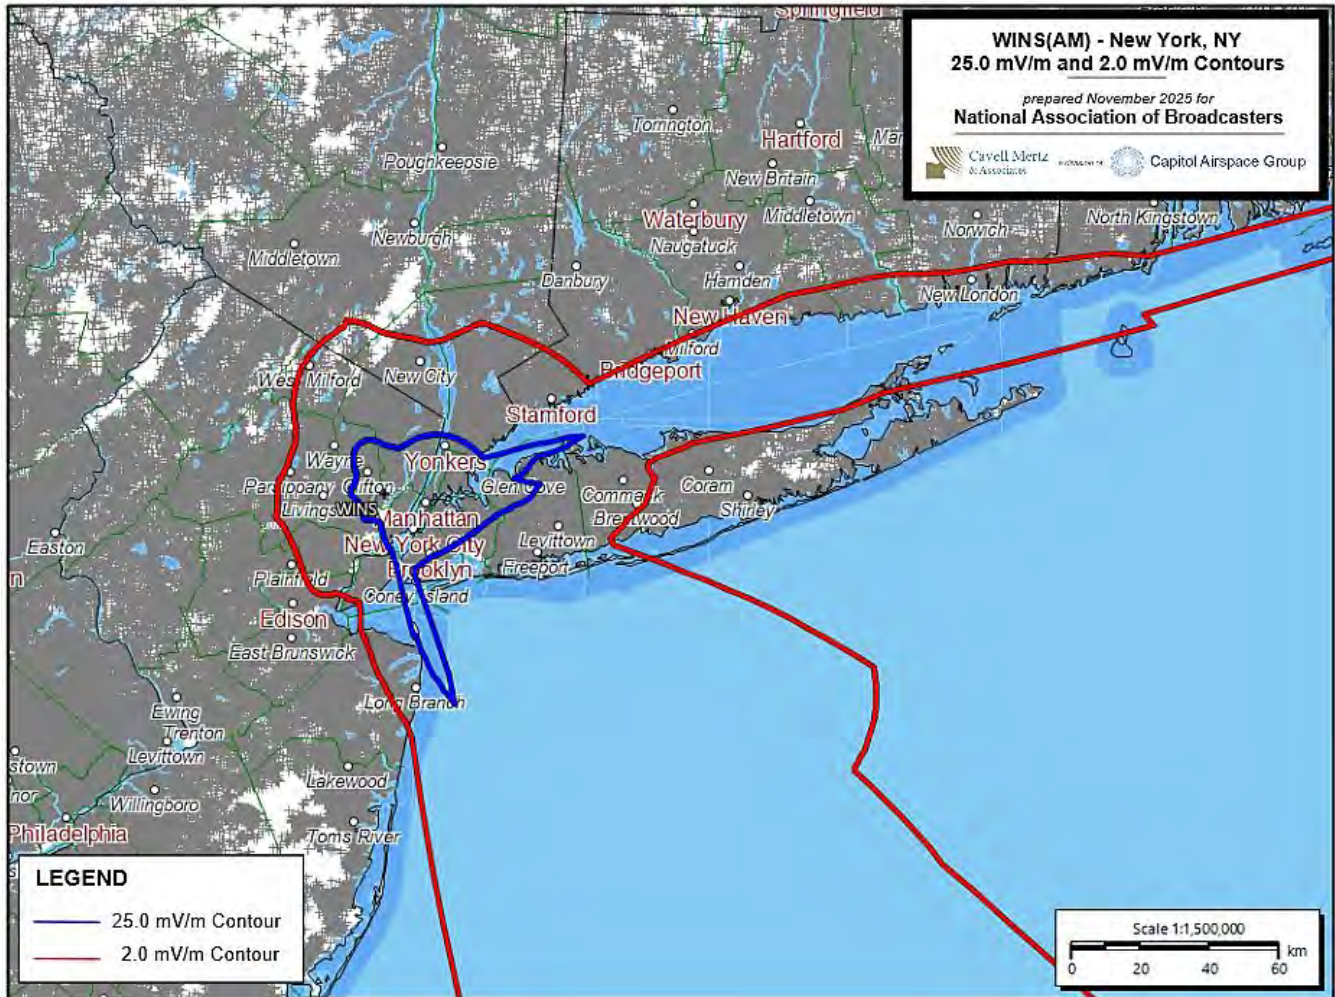 Springfield
WINS(AM) - New York, NY
25.0 mV/m and 2.0 mV/m Contours
prepared November 2025 for
National Association of Broadcasters
Cavell Mertz
& Associates
Capitol Airspace Group
Torrington
Hartford
Poughkeepsie
New Britain
Waterbury
Middletown
North Kingstown
Norwich
Newburgh
Naugatuck
Middletown
Danbury
Hamden
New London
New Haven
Milford
West Milford
New City
Bridgeport
Stamford
Wayne
Yonkers
Parsippany
Clifton
Glen Cove
Coram
Commack
Livings
WINS
Manhattan
Brentwood
Shirley
New York City
Levittown
Easton
Brooklyn
Freeport
Plainfield
Coney Island
Edison
East Brunswick
Long Branch
Ewing
Trenton
Levittown
stown
Lakewood
nor
Willingboro
Philadelphia
Toms River
LEGEND
25.0 mV/m Contour
2.0 mV/m Contour
Scale 1:1,500,000
km
0 20 40 60